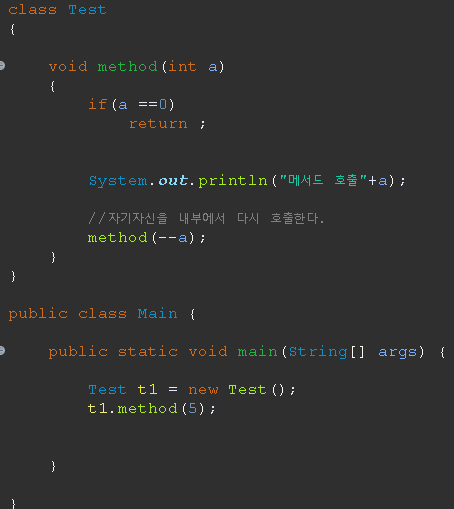 class Test
{
void method(int a)
{
if(a ==0)
return ;
System.out.println("메서드 호출"+a);
//자기자신을 내부에서 다시 호출한다.
method(--a);
}
}
public class Main {
public static void main(String[] args) {
Test t1 = new Test();
t1.method(5);
}
}